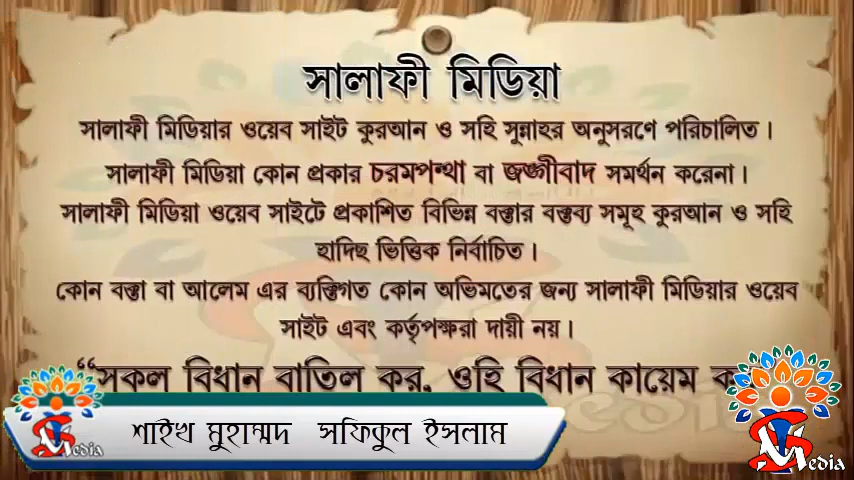 সালাফী মিডিয়া
সালাফী মিডিয়ার ওয়েব সাইট কুরআন ও সহি সুন্নাহর অনুসরণে পরিচালিত।
সালাফী মিডিয়া কোন প্রকার চরমপন্থা বা জঙ্গীবাদ সমর্থন করেনা।
সালাফী মিডিয়া ওয়েব সাইটে প্রকাশিত বিভিন্ন বক্তার বক্তব্য সমূহ কুরআন ও সহি
হাদিছ ভিত্তিক নির্বাচিত।
কোন বক্তা বা আলেম এর ব্যক্তিগত কোন অভিমতের জন্য সালাফী মিডিয়ার ওয়েব
সাইট এবং কর্তৃপক্ষরা দায়ী নয়।
“সকল বিধান বাতিল কর, ওহি বিধান কায়েম
শাইখ মুহাম্মদ সফিকুল ইসলাম
SMedia
SMedia